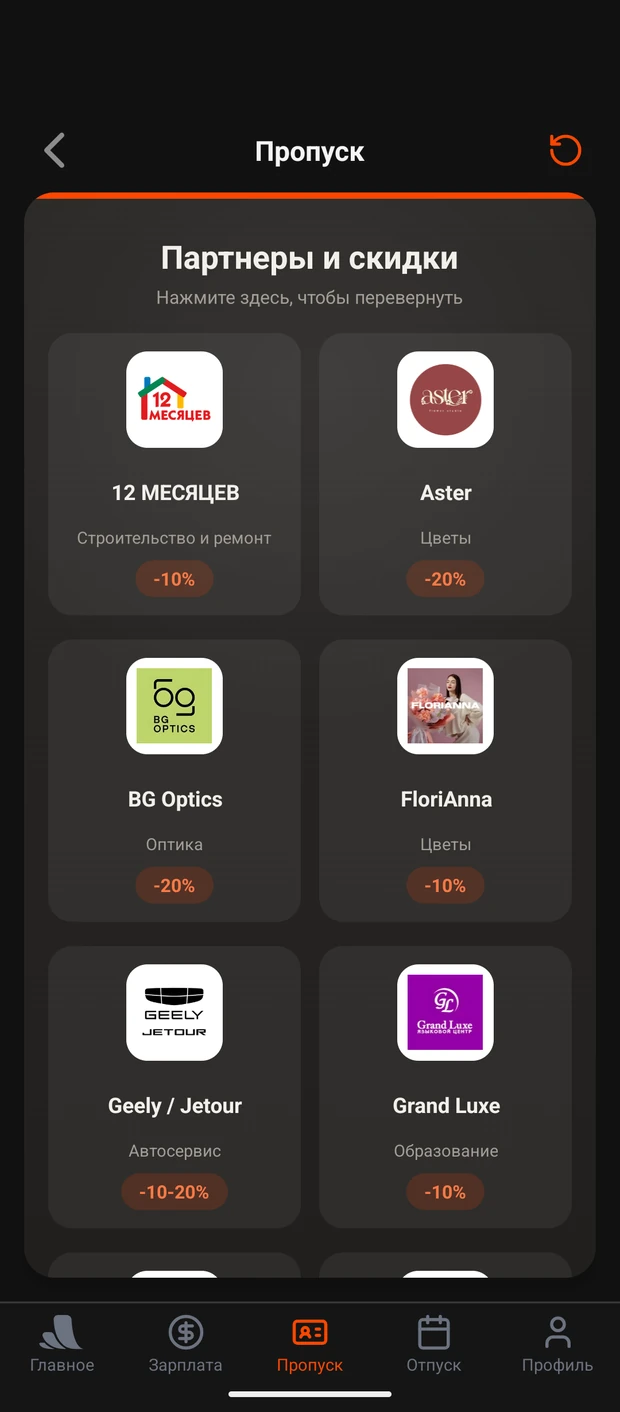 Пропуск
Партнеры и скидки
Нажмите здесь, чтобы перевернуть
12
МЕСЯЦЕВ
aster
flower studio
12 МЕСЯЦЕВ
Aster
Строительство и ремонт
Цветы
-10%
-20%
BG
OPTICS
FLORIANNA
BG Optics
FloriAnna
Оптика
Цветы
-20%
-10%
GEELY
JETOUR
GL
Grand Luxe
ЯЗЫКОВОЙ ЦЕНТР
Geely / Jetour
Grand Luxe
Автосервис
Образование
-10-20%
-10%
Главное
Зарплата
Пропуск
Отпуск
Профиль